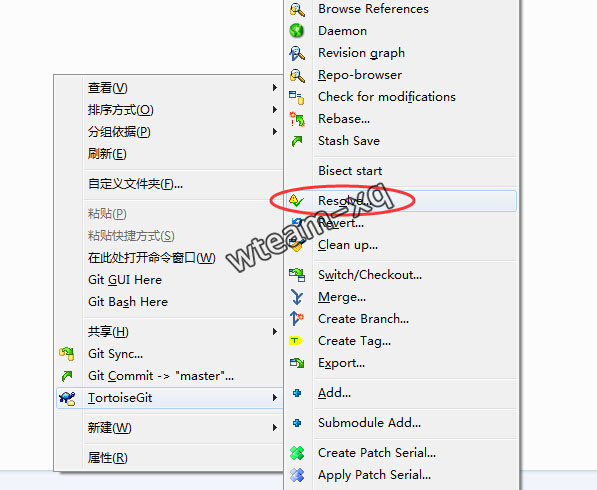 查看(V)
排序方式(O)
分组依据(P)
刷新(E)
自定义文件夹(F)...
粘贴(P)
粘贴快捷方式(S)
在此处打开命令窗口(W)
Git GUI Here
Git Bash Here
共享(H)
Git Sync...
Git Commit -> "master"...
TortoiseGit
新建(W)
属性(R)
Browse References
Daemon
Revision graph
Repo-browser
Check for modifications
Rebase...
Stash Save
Bisect start
Resolve...
Revert...
Clean up...
Switch/Checkout...
Merge...
Create Branch...
Create Tag...
Export...
Add...
Submodule Add...
Create Patch Serial...
Apply Patch Serial...
wteam-xq